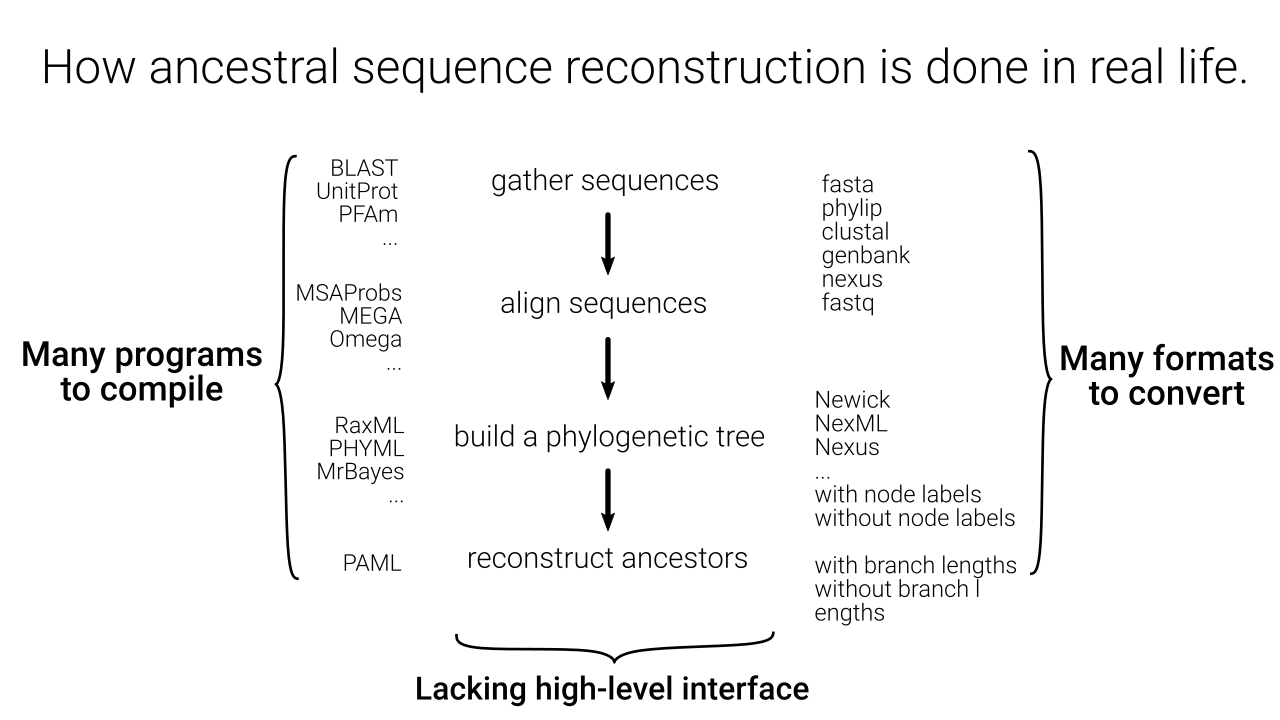 How ancestral sequence reconstruction is done in real life.
BLAST
UnitProt
PFAm
...
MSAProbs
MEGA
Omega
...
RaxML
PHYML
MrBayes
...
PAML
Many programs
to compile
gather sequences
align sequences
build a phylogenetic tree
reconstruct ancestors
fasta
phylip
clustal
genbank
nexus
fastq
Newick
NexML
Nexus
...
with node labels
without node labels
with branch lengths
without branch l
engths
Many formats
to convert
Lacking high-level interface